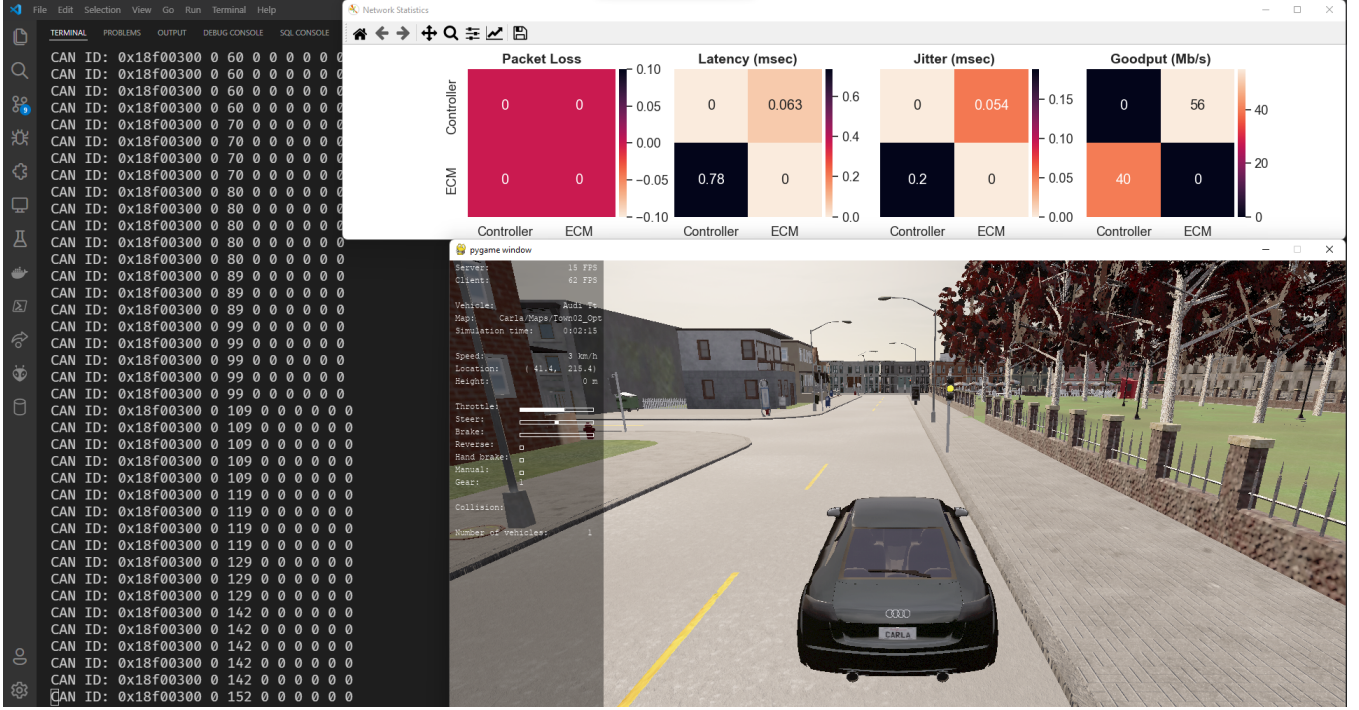 File Edit Selection View Go Run Terminal Help
TERMINAL PROBLEMS OUTPUT DEBUG CONSOLE SQL CONSOLE
9
CAN ID: 0x18f00300 0 60 0 0 0 0 0 0
CAN ID: 0x18f00300 0 60 0 0 0 0 0 0
CAN ID: 0x18f00300 0 60 0 0 0 0 0 0
CAN ID: 0x18f00300 0 60 0 0 0 0 0 0
CAN ID: 0x18f00300 0 70 0 0 0 0 0 0
CAN ID: 0x18f00300 0 70 0 0 0 0 0 0
CAN ID: 0x18f00300 0 70 0 0 0 0 0 0
CAN ID: 0x18f00300 0 70 0 0 0 0 0 0
CAN ID: 0x18f00300 0 80 0 0 0 0 0 0
CAN ID: 0x18f00300 0 80 0 0 0 0 0 0
CAN ID: 0x18f00300 0 80 0 0 0 0 0 0
CAN ID: 0x18f00300 0 80 0 0 0 0 0 0
CAN ID: 0x18f00300 0 80 0 0 0 0 0 0
CAN ID: 0x18f00300 0 89 0 0 0 0 0 0
CAN ID: 0x18f00300 0 89 0 0 0 0 0 0
CAN ID: 0x18f00300 0 89 0 0 0 0 0 0
CAN ID: 0x18f00300 0 99 0 0 0 0 0 0
CAN ID: 0x18f00300 0 99 0 0 0 0 0 0
CAN ID: 0x18f00300 0 99 0 0 0 0 0 0
CAN ID: 0x18f00300 0 99 0 0 0 0 0 0
CAN ID: 0x18f00300 0 99 0 0 0 0 0 0
CAN ID: 0x18f00300 0 109 0 0 0 0 0 0
CAN ID: 0x18f00300 0 109 0 0 0 0 0 0
CAN ID: 0x18f00300 0 109 0 0 0 0 0 0
CAN ID: 0x18f00300 0 109 0 0 0 0 0 0
CAN ID: 0x18f00300 0 109 0 0 0 0 0 0
CAN ID: 0x18f00300 0 119 0 0 0 0 0 0
CAN ID: 0x18f00300 0 119 0 0 0 0 0 0
CAN ID: 0x18f00300 0 119 0 0 0 0 0 0
CAN ID: 0x18f00300 0 119 0 0 0 0 0 0
CAN ID: 0x18f00300 0 129 0 0 0 0 0 0
CAN ID: 0x18f00300 0 129 0 0 0 0 0 0
CAN ID: 0x18f00300 0 129 0 0 0 0 0 0
CAN ID: 0x18f00300 0 142 0 0 0 0 0 0
CAN ID: 0x18f00300 0 142 0 0 0 0 0 0
CAN ID: 0x18f00300 0 142 0 0 0 0 0 0
CAN ID: 0x18f00300 0 142 0 0 0 0 0 0
CAN ID: 0x18f00300 0 142 0 0 0 0 0 0
CAN ID: 0x18f00300 0 152 0 0 0 0 0 0
Network Statistics
Packet Loss Latency (msec) Jitter (msec) Goodput (Mb/s)
Controller
ECM
0 0
0 0
0.10
0.05
0.00
−0.05
−0.10
0 0.063
0.78 0
0.6
0.4
0.2
0.0
0 0.054
0.2 0
0.15
0.10
0.05
0.00
0 56
40 0
40
20
0
Controller ECM Controller ECM Controller ECM Controller ECM
pygame window
Server: 15 FPS
Client: 62 FPS
Vehicle: Audi Tt
Map: Carla/Maps/Town02_Opt
Simulation time: 0:02:15
Speed: 3 km/h
Location: ( 41.4, 215.4)
Height: 0 m
Throttle:
Steer:
Brake:
Reverse:
Hand brake:
Manual:
Gear: 1
Collision:
Number of vehicles: 1
CARLA